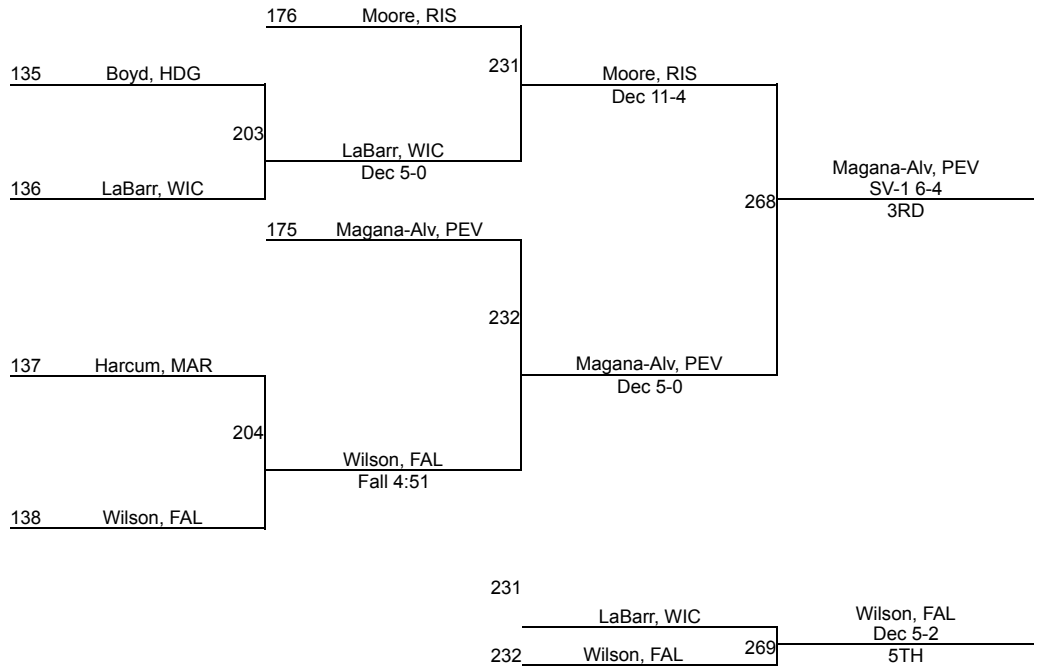 176 Moore, RIS
135 Boyd, HDG
231
Moore, RIS
Dec 11-4
203
LaBarr, WIC
Dec 5-0
136 LaBarr, WIC
Magana-Alv, PEV
SV-1 6-4
3RD
268
175 Magana-Alv, PEV
232
137 Harcum, MAR
Magana-Alv, PEV
Dec 5-0
204
Wilson, FAL
Fall 4:51
138 Wilson, FAL
231
LaBarr, WIC
232 Wilson, FAL
269
Wilson, FAL
Dec 5-2
5TH